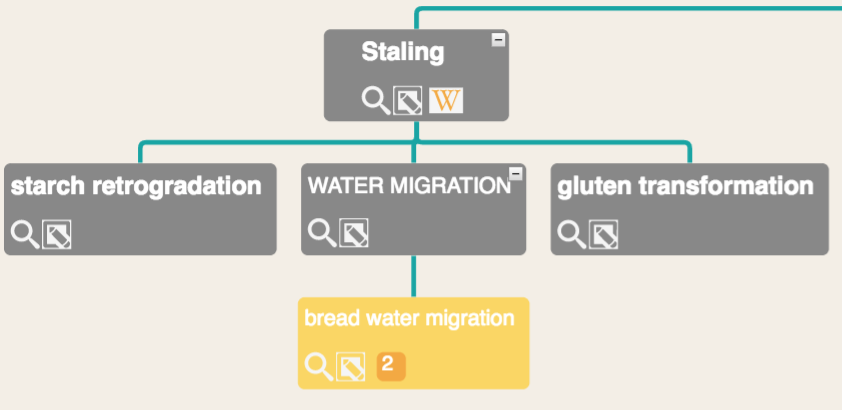 Staling
W
starch retrogradation
WATER MIGRATION
gluten transformation
bread water migration
2